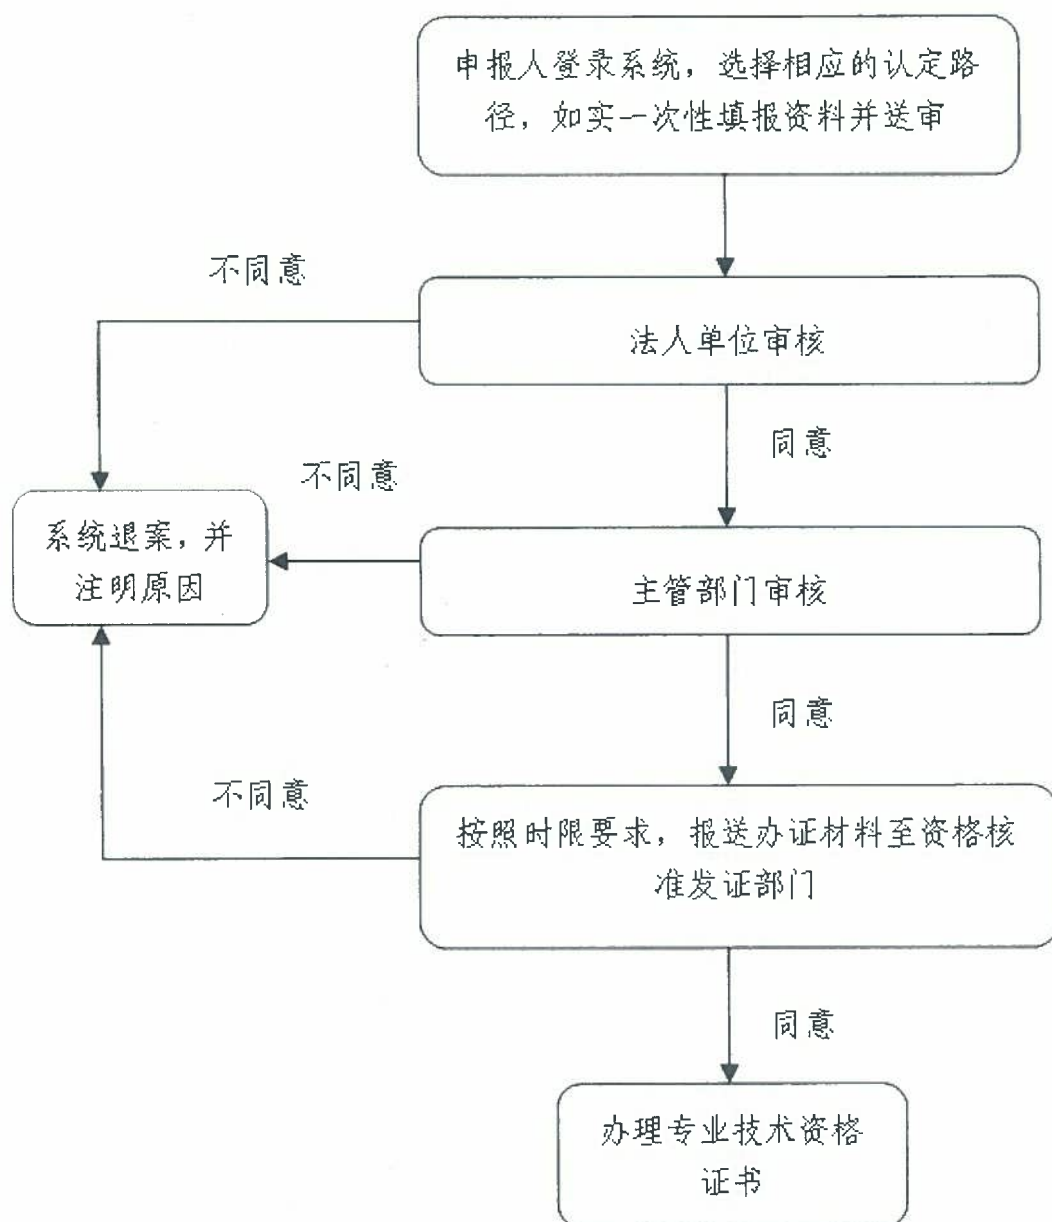 申报人登录系统，选择相应的认定路
径，如实一次性填报资料并送审
不同意
法人单位审核
同意
不同意
系统退案，并
注明原因
主管部门审核
同意
不同意
按照时限要求，报送办证材料至资格核
准发证部门
同意
办理专业技术资格
证书